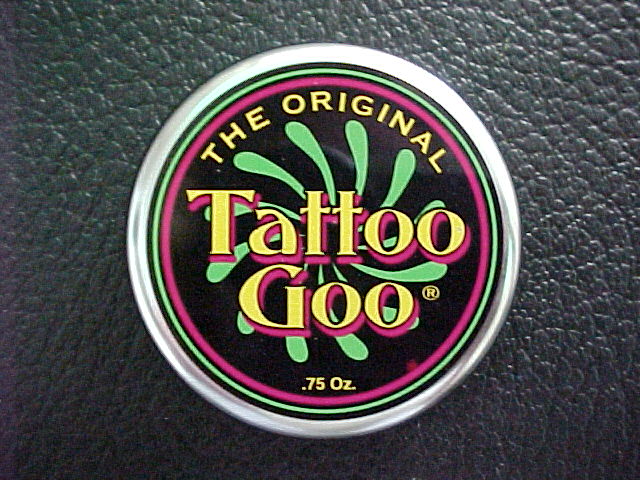 THE ORIGINAL
Tattoo
Goo®
.75 Oz.